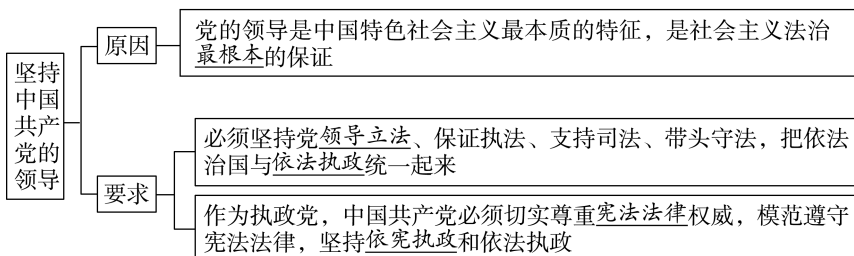 坚持
中国
共产
党的
领导
原因
党的领导是中国特色社会主义最本质的特征，是社会主义法治
最根本的保证
要求
必须坚持党领导立法、保证执法、支持司法、带头守法，把依法
治国与依法执政统一起来
作为执政党，中国共产党必须切实尊重宪法法律权威，模范遵守
宪法法律，坚持依宪执政和依法执政